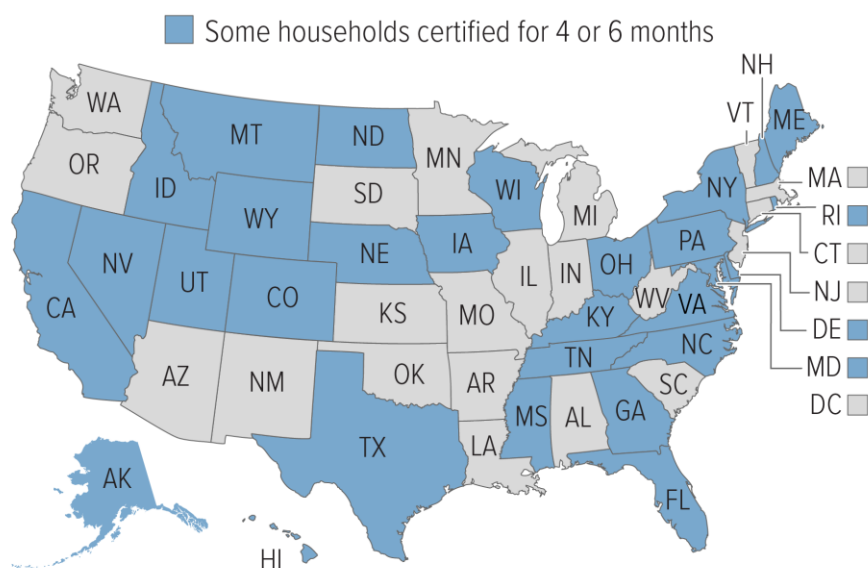 Some households certified for 4 or 6 months
NH
WA
VT
ME
MT
ND
MN
OR
MA
ID
SD
WI
NY
RI
WY
MI
CT
IA
PA
NE
NJ
NV
OH
IL
IN
UT
WV
DE
CA
CO
VA
KS
MO
KY
MD
NC
TN
DC
AZ
NM
OK
AR
SC
MS
AL
GA
TX
LA
AK
FL
HI